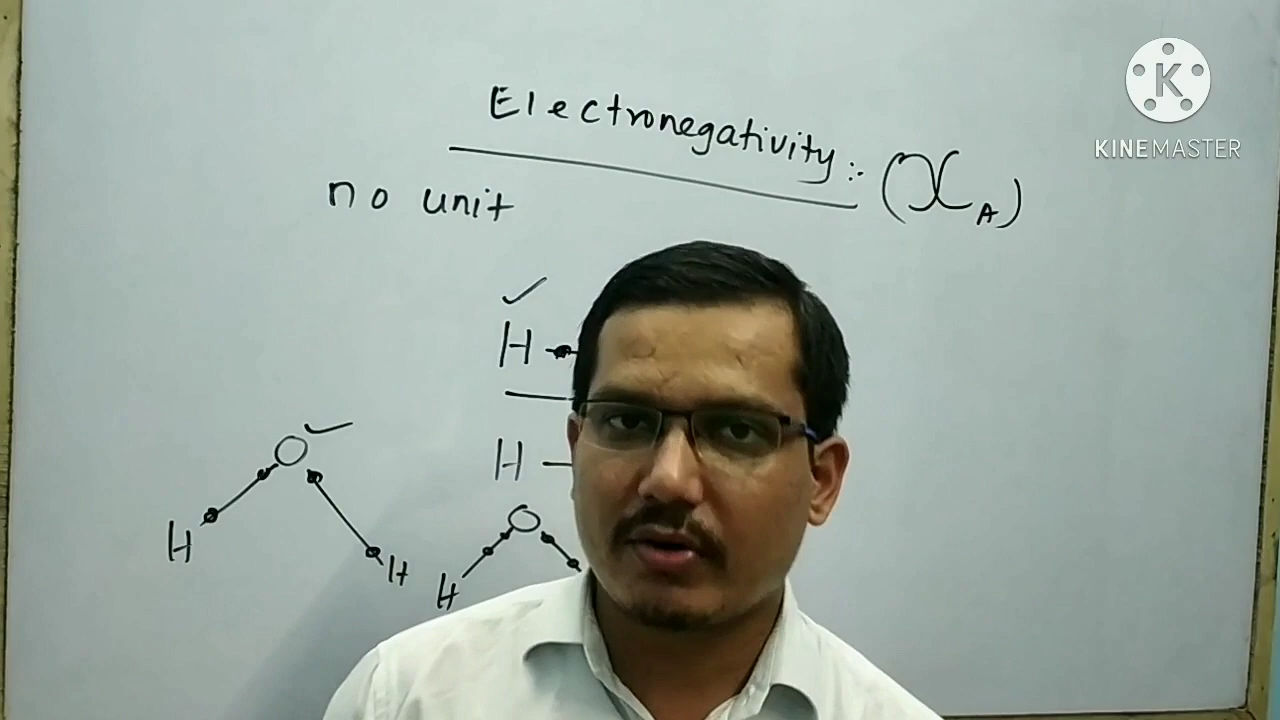 Electronegativity :- (X_A)
no unit
H
H
O
H
H
O
H
K
KINEMASTER